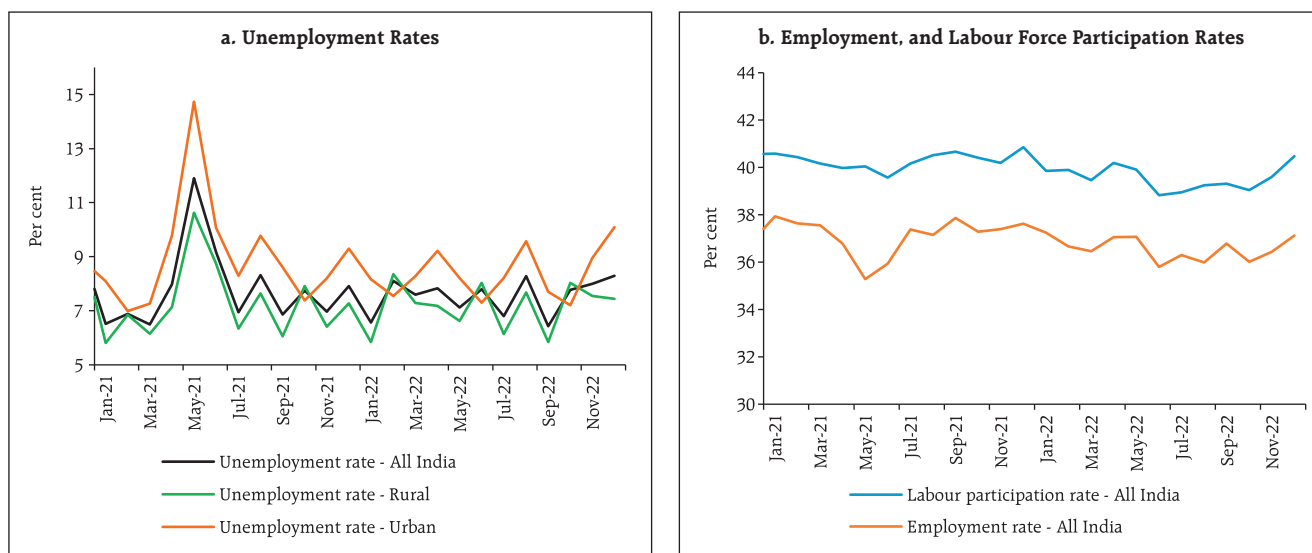 a. Unemployment Rates
Per cent
15
13
11
9
7
5
Jan-21
Mar-21
May-21
Jul-21
Sep-21
Nov-21
Jan-22
Mar-22
May-22
Jul-22
Sep-22
Nov-22
Unemployment rate - All India
Unemployment rate - Rural
Unemployment rate - Urban
b. Employment, and Labour Force Participation Rates
Per cent
44
42
40
38
36
34
32
30
Jan-21
Mar-21
May-21
Jul-21
Sep-21
Nov-21
Jan-22
Mar-22
May-22
Jul-22
Sep-22
Nov-22
Labour participation rate - All India
Employment rate - All India